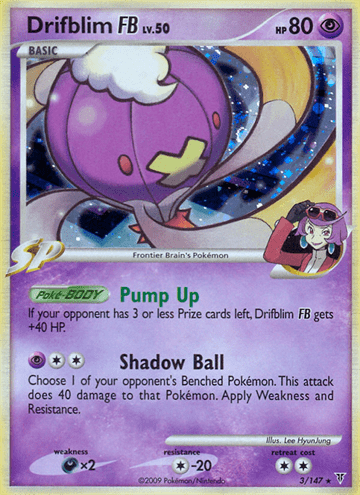 Drifblim FB LV.50 HP 80
BASIC
Frontier Brain's Pokémon
SP
Poké-BODY Pump Up
If your opponent has 3 or less Prize cards left, Drifblim FB gets
+40 HP.
Shadow Ball
Choose 1 of your opponent's Benched Pokémon. This attack
does 40 damage to that Pokémon. Apply Weakness and
Resistance.
weakness resistance retreat cost
×2 -20
Illus. Lee HyunJung
©2009 Pokémon/Nintendo 3/147 ★